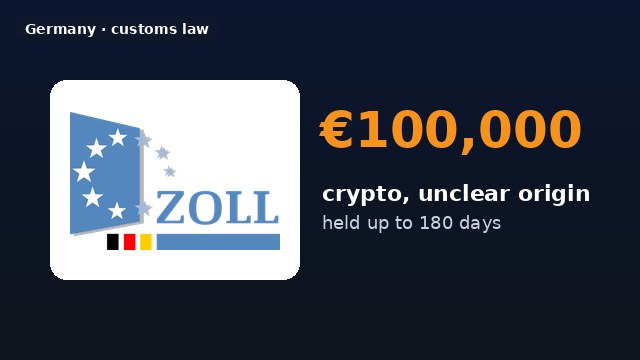 Germany · customs law
€100,000
crypto, unclear origin
held up to 180 days
ZOLL